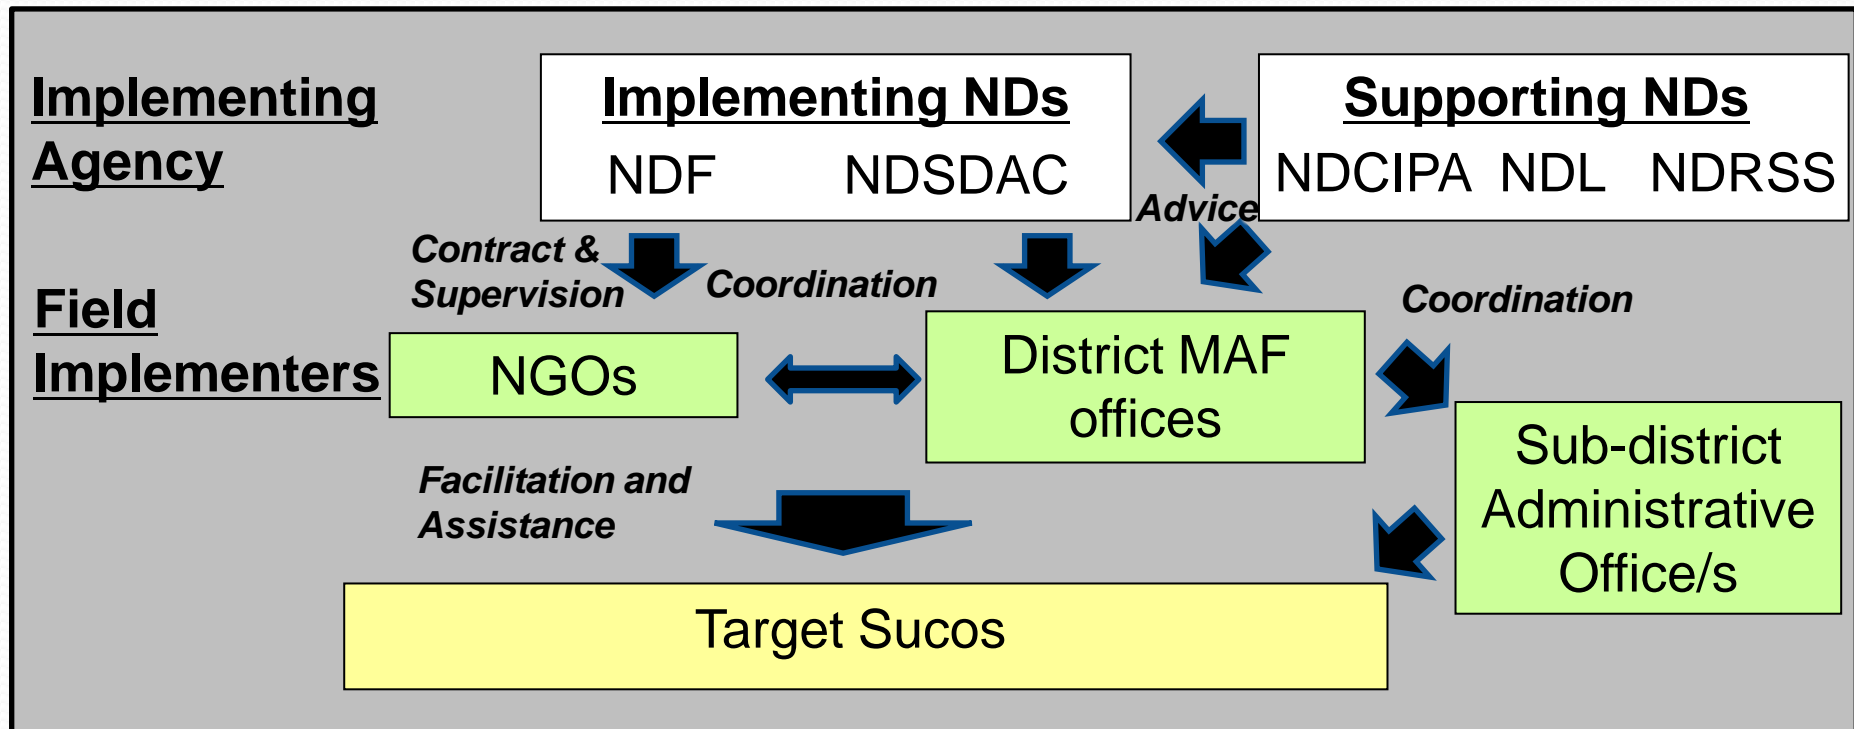 Implementing
Agency
Implementing NDs
NDF NDSDAC
Supporting NDs
NDCIPA NDL NDRSS
Advice
Contract &
Supervision
Coordination
Coordination
Field
Implementers
NGOs
District MAF
offices
Sub-district
Administrative
Office/s
Facilitation and
Assistance
Target Sucos